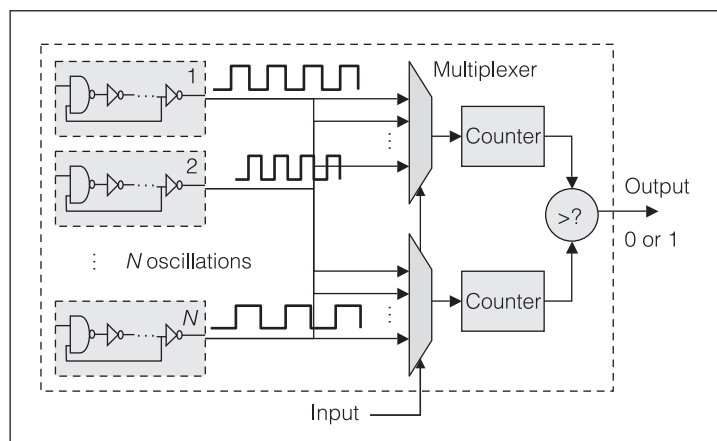 1
Multiplexer
Counter
2
Output
>?
0 or 1
⋮ N oscillations
Counter
N
Input